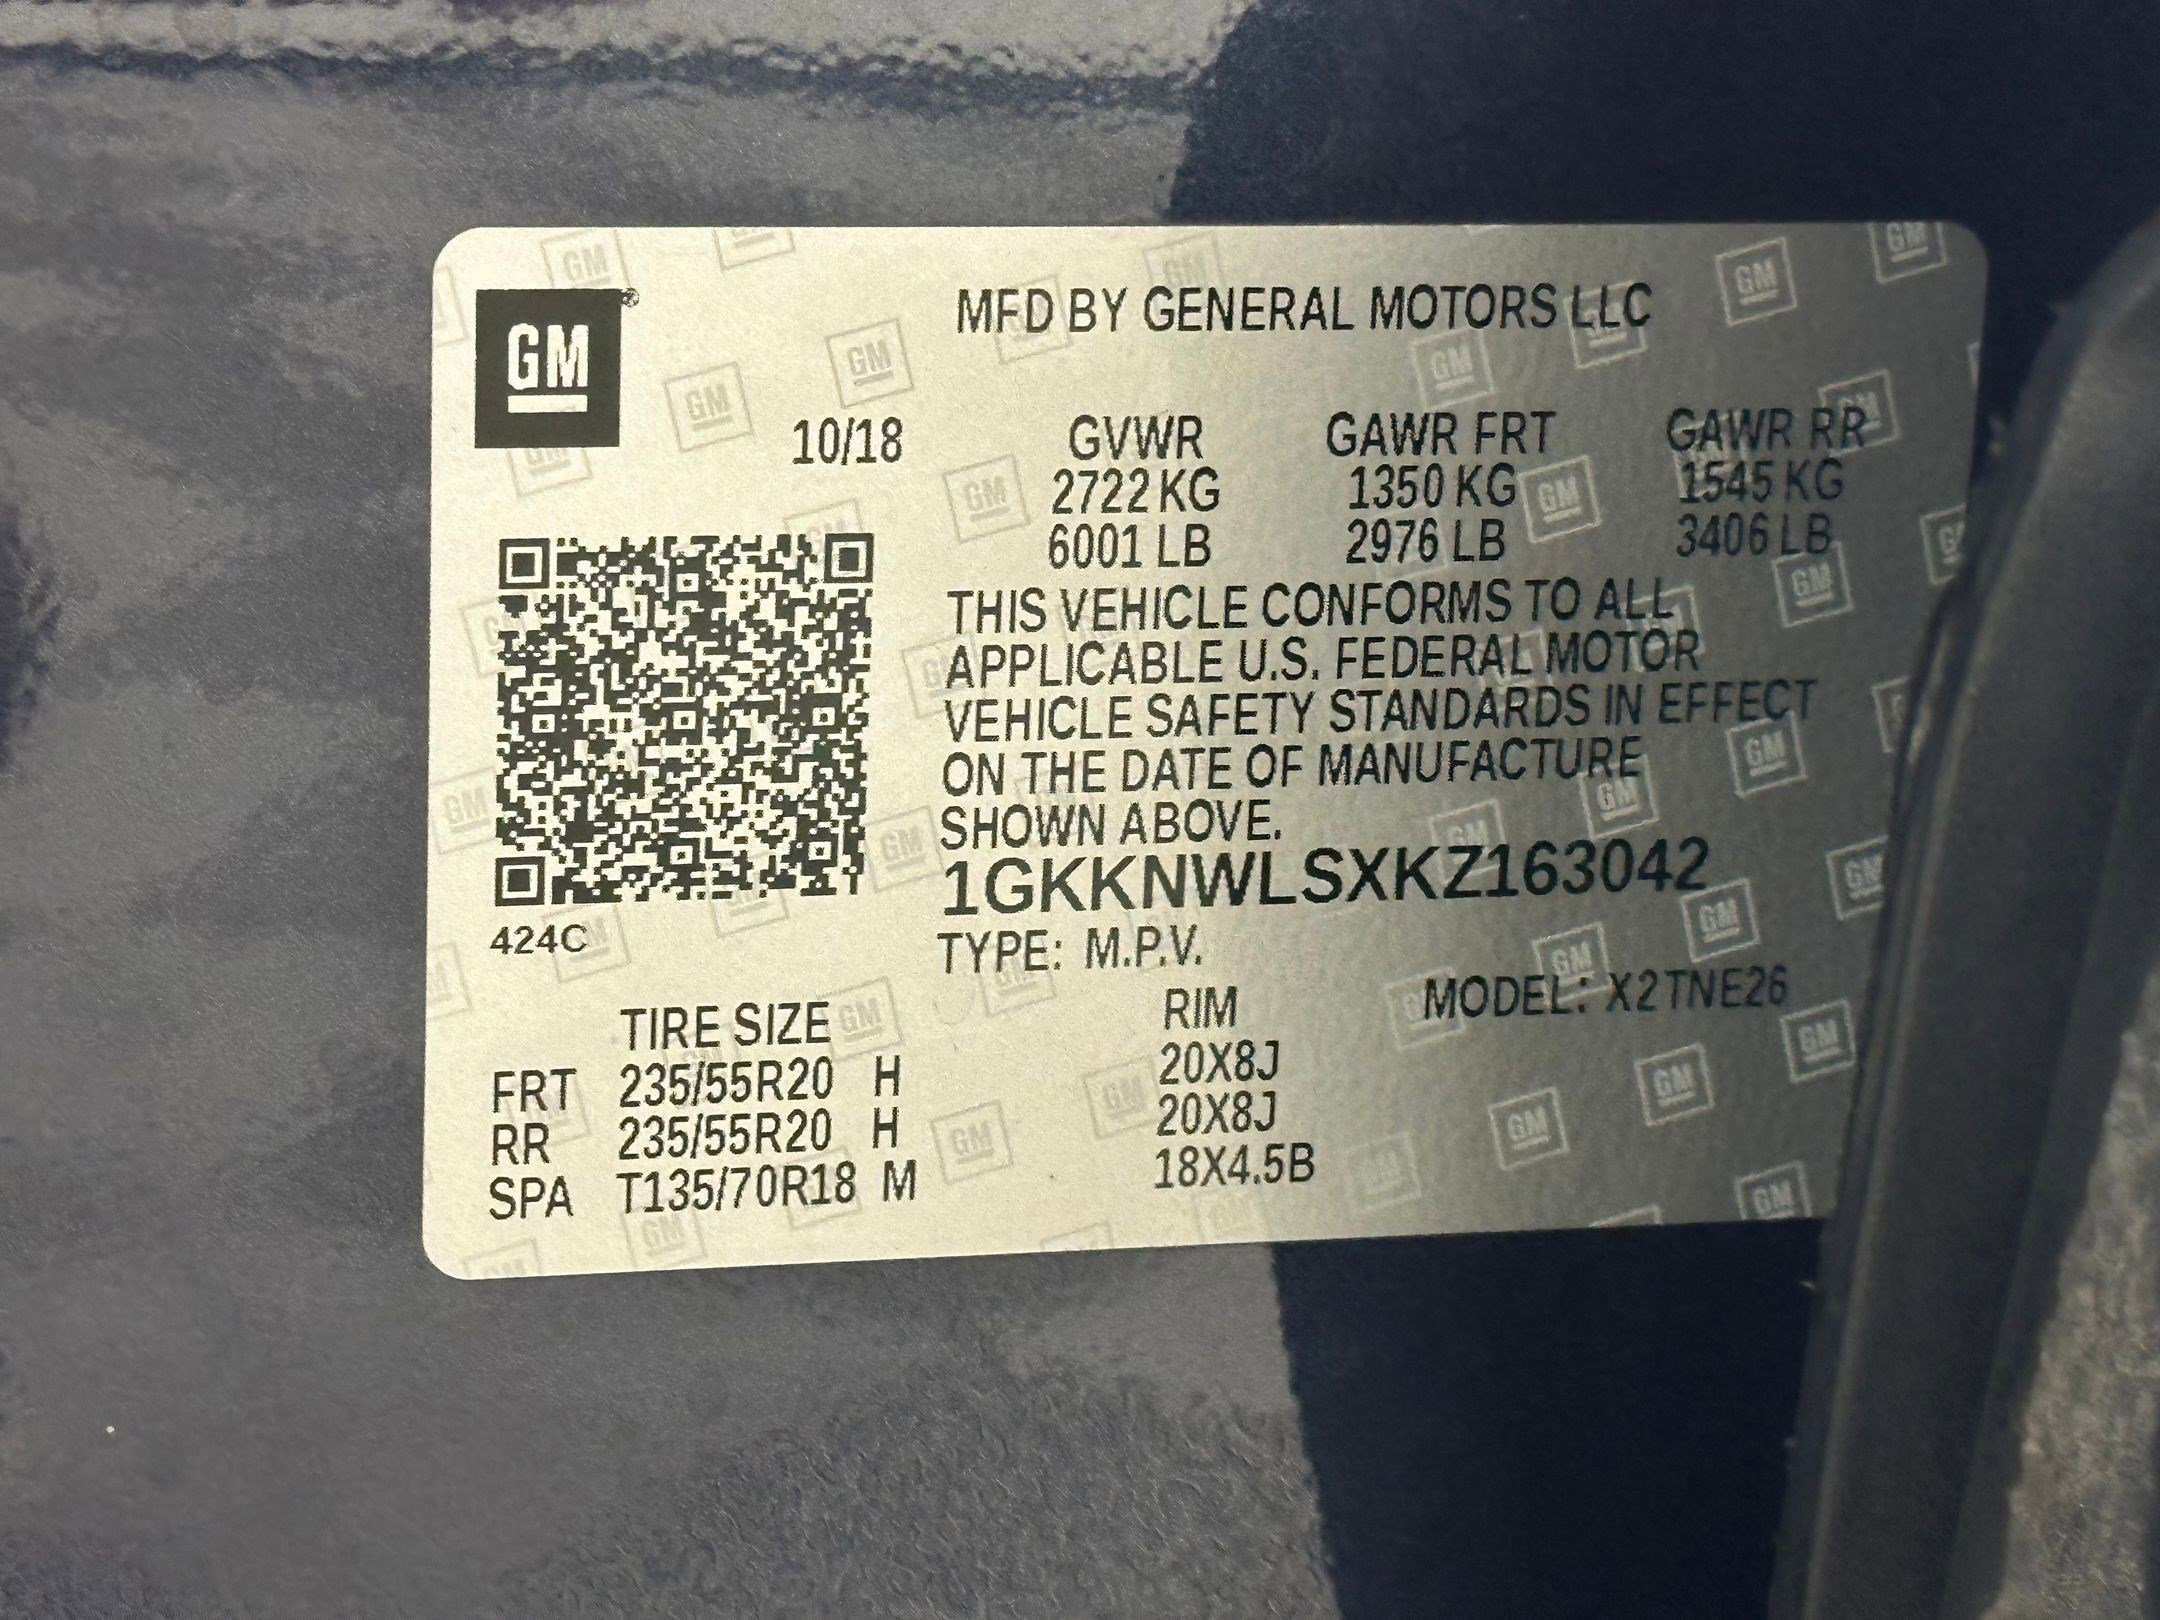 GM
MFD BY GENERAL MOTORS LLC
10/18 GVWR GAWR FRT GAWR RR
2722 KG 1350 KG 1545 KG
6001 LB 2976 LB 3406 LB
THIS VEHICLE CONFORMS TO ALL
APPLICABLE U.S. FEDERAL MOTOR
VEHICLE SAFETY STANDARDS IN EFFECT
ON THE DATE OF MANUFACTURE
SHOWN ABOVE.
1GKKNWLSXKZ163042
424C
TYPE: M.P.V.
MODEL: X2TNE26
TIRE SIZE RIM
FRT 235/55R20 H 20X8J
RR 235/55R20 H 20X8J
SPA T135/70R18 M 18X4.5B